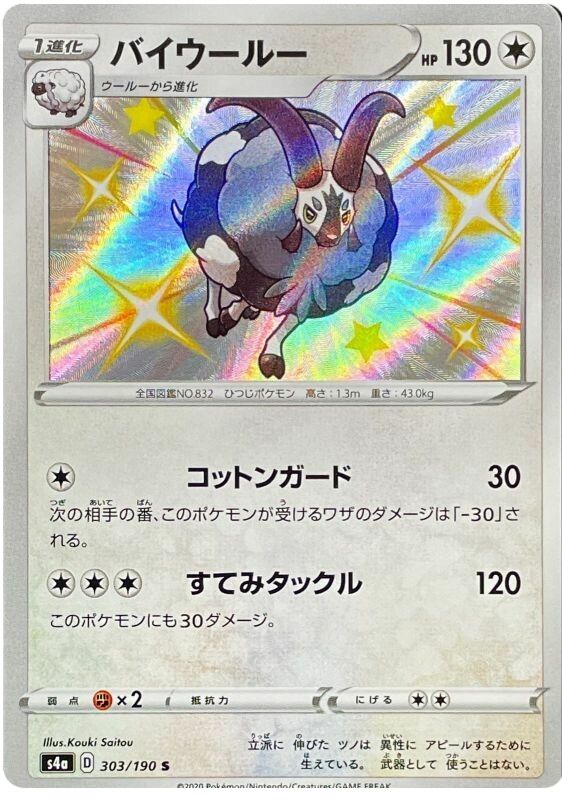 1進化
バイウールー
HP 130
ウールーから進化
全国図鑑NO.832 ひつじポケモン 高さ:1.3m 重さ:43.0kg
コットンガード 30
次の相手の番、このポケモンが受けるワザのダメージは「-30」さ
れる。
すてみタックル 120
このポケモンにも30ダメージ。
弱点 ×2 抵抗力 にげる
Illus.Kouki Saitou
立派に 伸びた ツノは 異性に アピールするために
生えている。 武器として 使うことはない。
s4a D 303/190 S
©2020 Pokémon/Nintendo/Creatures/GAME FREAK